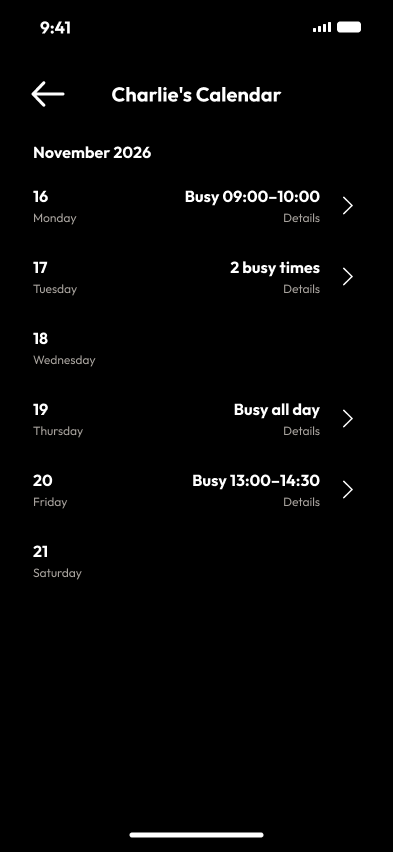 9:41
Charlie's Calendar
November 2026
16 Busy 09:00–10:00
Monday Details
17 2 busy times
Tuesday Details
18
Wednesday
19 Busy all day
Thursday Details
20 Busy 13:00–14:30
Friday Details
21
Saturday